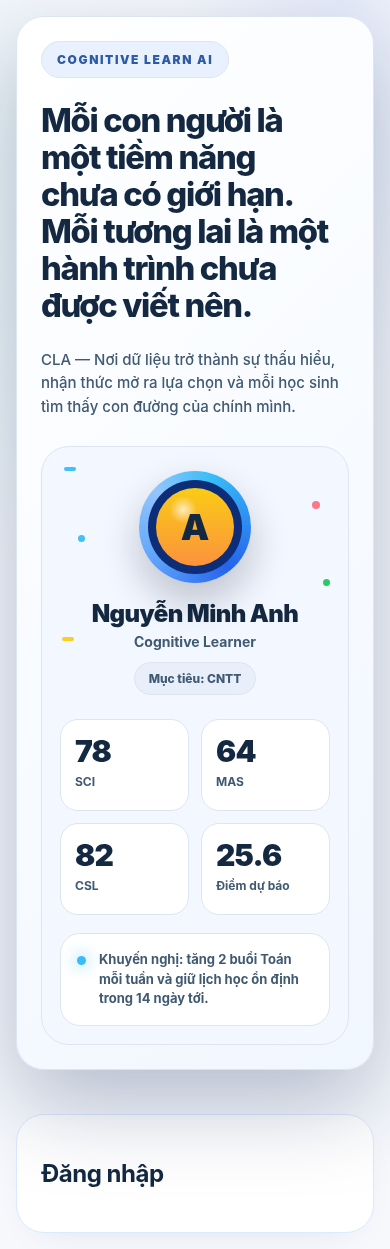 COGNITIVE LEARN AI
Mỗi con người là
một tiềm năng
chưa có giới hạn.
Mỗi tương lai là một
hành trình chưa
được viết nên.
CLA — Nơi dữ liệu trở thành sự thấu hiểu,
nhận thức mở ra lựa chọn và mỗi học sinh
tìm thấy con đường của chính mình.
A
Nguyễn Minh Anh
Cognitive Learner
Mục tiêu: CNTT
78
SCI
64
MAS
82
CSL
25.6
Điểm dự báo
Khuyến nghị: tăng 2 buổi Toán
mỗi tuần và giữ lịch học ổn định
trong 14 ngày tới.
Đăng nhập